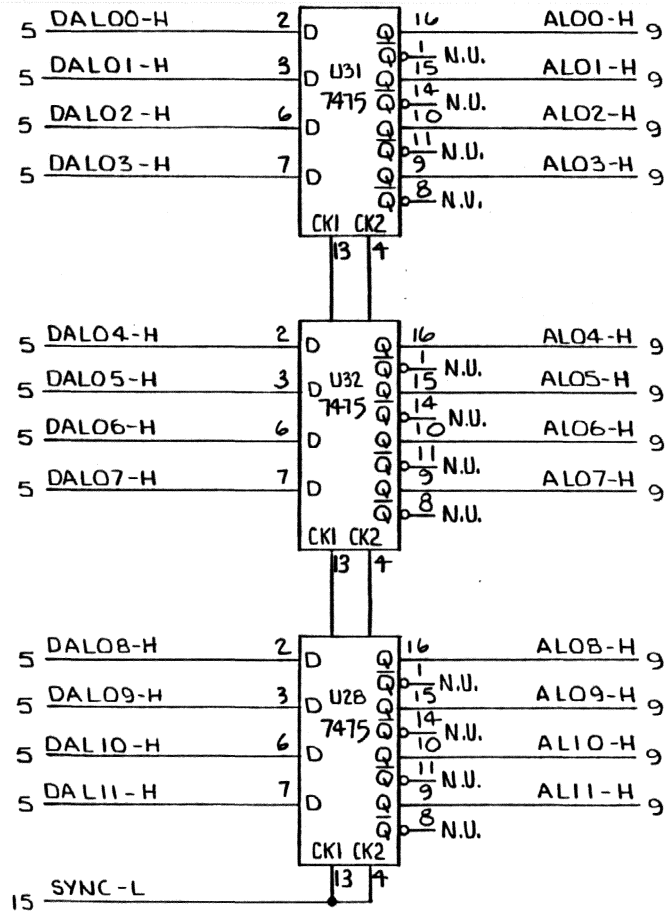 5 DAL00-H 2 D Q 16 AL00-H 9
Q 1 N.U.
5 DAL01-H 3 D U31 Q 15 AL01-H 9
7475 Q 14 N.U.
5 DAL02-H 6 D Q 10 AL02-H 9
Q 11 N.U.
5 DAL03-H 7 D Q 9 AL03-H 9
Q 8 N.U.
CK1 CK2
13 4
5 DAL04-H 2 D Q 16 AL04-H 9
Q 1 N.U.
5 DAL05-H 3 D U32 Q 15 AL05-H 9
7475 Q 14 N.U.
5 DAL06-H 6 D Q 10 AL06-H 9
Q 11 N.U.
5 DAL07-H 7 D Q 9 AL07-H 9
Q 8 N.U.
CK1 CK2
13 4
5 DAL08-H 2 D Q 16 AL08-H 9
Q 1 N.U.
5 DAL09-H 3 D U28 Q 15 AL09-H 9
7475 Q 14 N.U.
5 DAL10-H 6 D Q 10 AL10-H 9
Q 11 N.U.
5 DAL11-H 7 D Q 9 AL11-H 9
Q 8 N.U.
CK1 CK2
13 4
15 SYNC-L